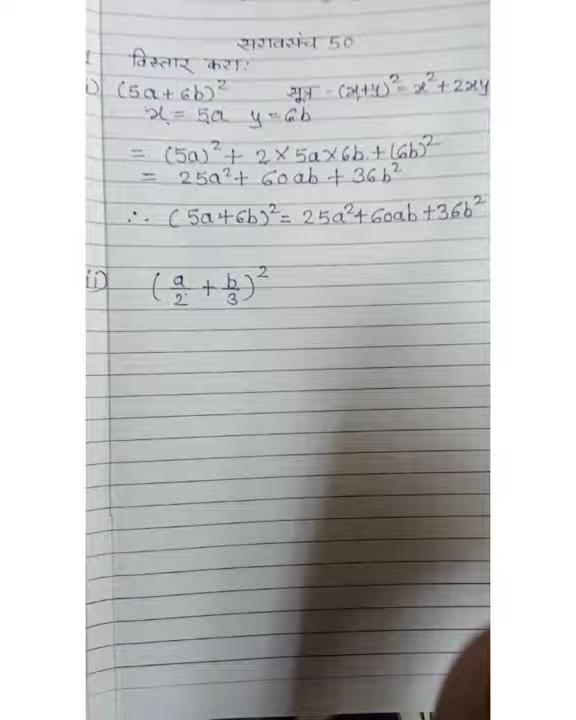 सरावसंच 50
विस्तार करा:
i) (5a+6b)² सूत्र - (x+y)² = x² + 2xy
x = 5a y = 6b
= (5a)² + 2 × 5a × 6b + (6b)²
= 25a² + 60ab + 36b²
∴ (5a+6b)² = 25a² + 60ab + 36b²
ii) (a/2 + b/3)²